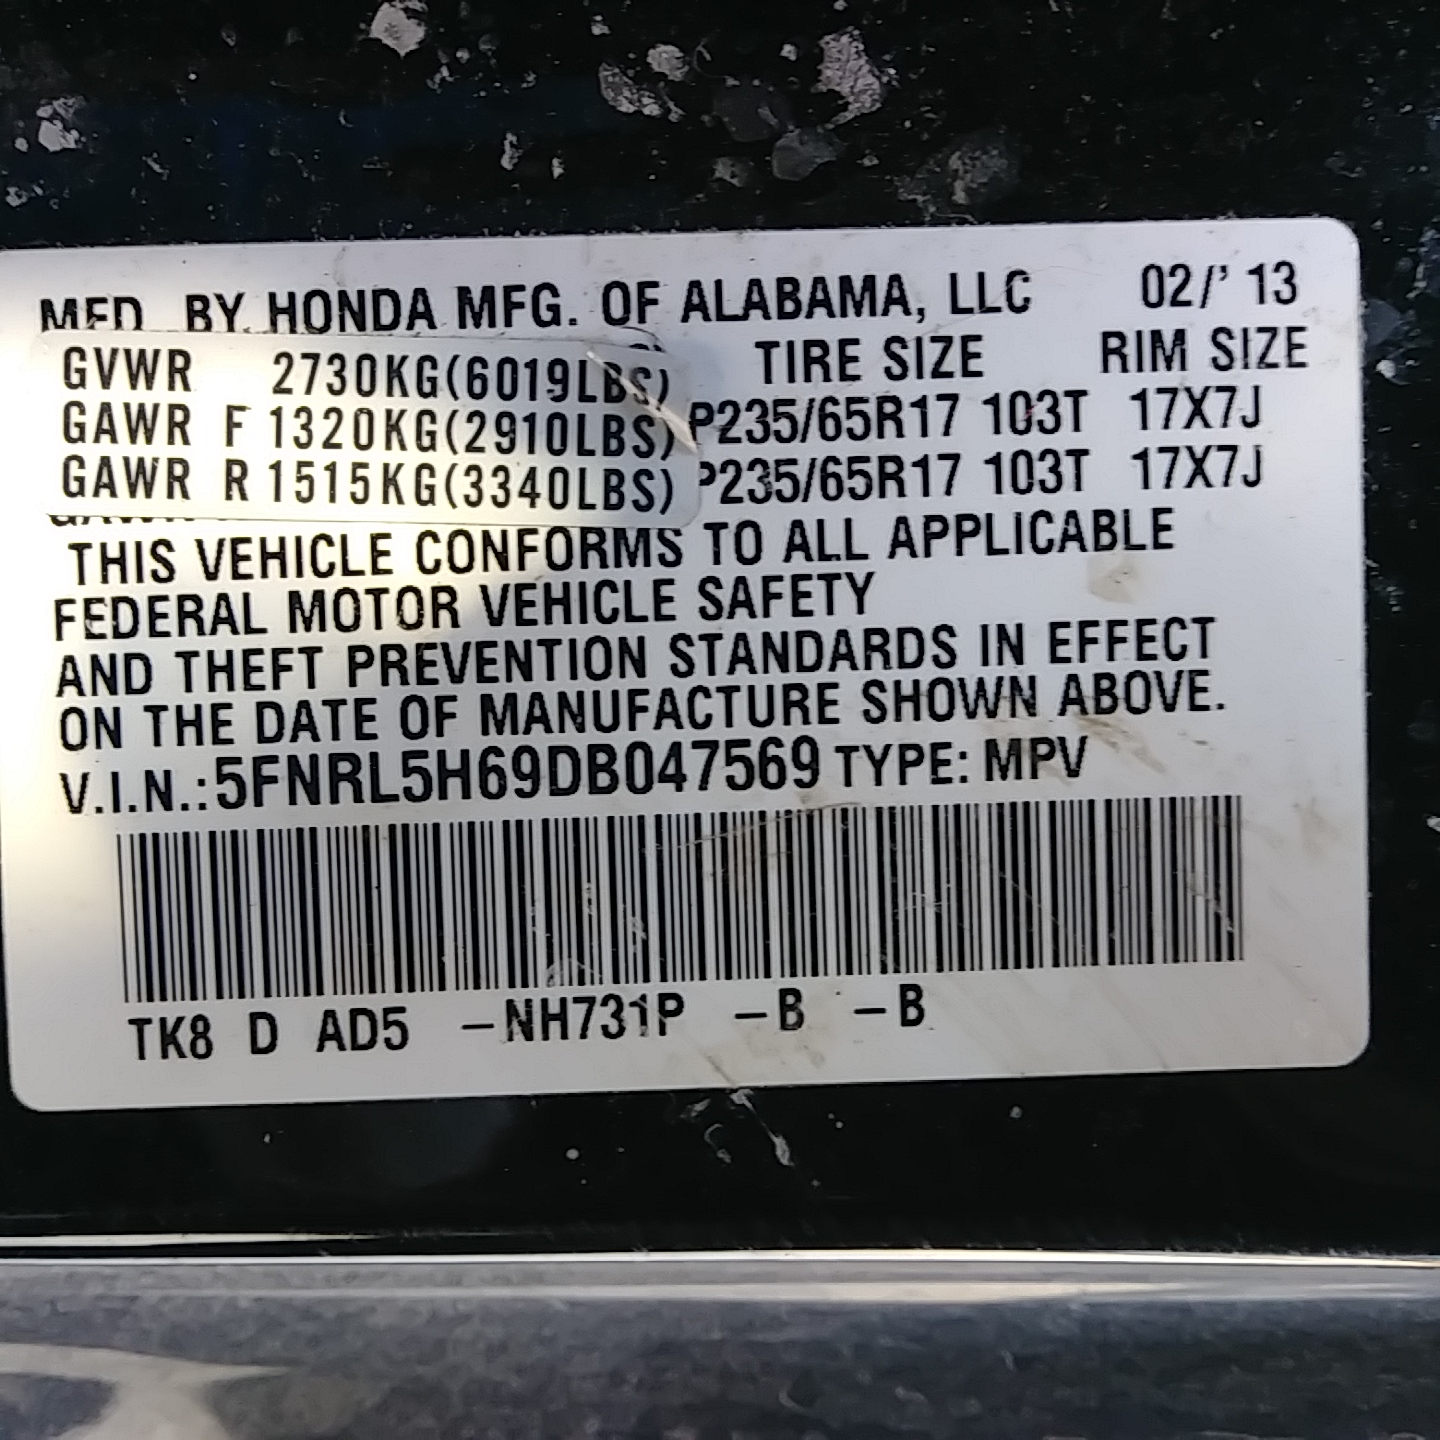 MFD BY HONDA MFG. OF ALABAMA, LLC 02/' 13
TIRE SIZE RIM SIZE
GVWR 2730KG(6019LBS)
GAWR F 1320KG(2910LBS) P235/65R17 103T 17X7J
GAWR R 1515KG(3340LBS) P235/65R17 103T 17X7J
THIS VEHICLE CONFORMS TO ALL APPLICABLE
FEDERAL MOTOR VEHICLE SAFETY
AND THEFT PREVENTION STANDARDS IN EFFECT
ON THE DATE OF MANUFACTURE SHOWN ABOVE.
V.I.N.:5FNRL5H69DB047569 TYPE: MPV
TK8 D AD5 -NH731P -B -B